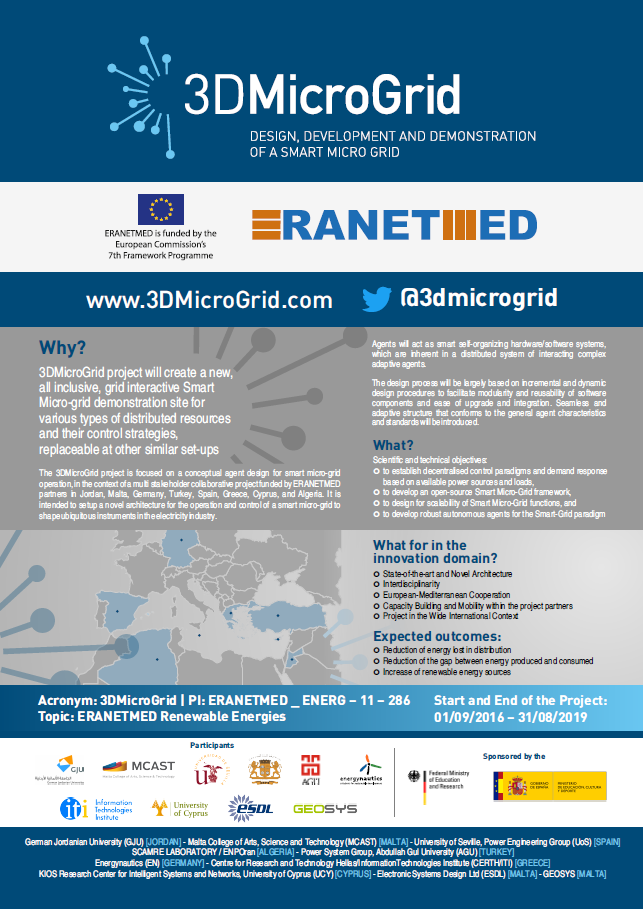 3DMicroGrid
DESIGN, DEVELOPMENT AND DEMONSTRATION
OF A SMART MICRO GRID
ERANETMED is funded by the
European Commission's
7th Framework Programme
ERANETMED
www.3DMicroGrid.com
@3dmicrogrid
Why?
3DMicroGrid project will create a new,
all inclusive, grid interactive Smart
Micro-grid demonstration site for
various types of distributed resources
and their control strategies,
replaceable at other similar set-ups
The 3DMicroGrid project is focused on a conceptual agent design for smart micro-grid
operation, in the context of a multi stakeholder collaborative project funded by ERANETMED
partners in Jordan, Malta, Germany, Turkey, Spain, Greece, Cyprus, and Algeria. It is
intended to setup a novel architecture for the operation and control of a smart micro-grid to
shape ubiquitous instruments in the electricity industry.
Agents will act as smart self-organizing hardware/software systems,
which are inherent in a distributed system of interacting complex
adaptive agents.
The design process will be largely based on incremental and dynamic
design procedures to facilitate modularity and reusability of software
components and ease of upgrade and integration. Seamless and
adaptive structure that conforms to the general agent characteristics
and standards will be introduced.
What?
Scientific and technical objectives:
to establish decentralised control paradigms and demand response
based on available power sources and loads,
to develop an open-source Smart Micro-Grid framework,
to design for scalability of Smart Micro-Grid functions, and
to develop robust autonomous agents for the Smart-Grid paradigm
What for in the
innovation domain?
State-of-the-art and Novel Architecture
Interdisciplinarity
European-Mediterranean Cooperation
Capacity Building and Mobility within the project partners
Project in the Wide International Context
Expected outcomes:
Reduction of energy lost in distribution
Reduction of the gap between energy produced and consumed
Increase of renewable energy sources
Acronym: 3DMicroGrid | PI: ERANETMED _ ENERG – 11 – 286
Topic: ERANETMED Renewable Energies
Start and End of the Project:
01/09/2016 – 31/08/2019
Participants
GJU
MCAST
Malta College of Arts, Science & Technology
AGU
energynautics
Information
Technologies
Institute
University
of Cyprus
ESDL
GEOSYS
Sponsored by the
Federal Ministry
of Education
and Research
GOBIERNO
DE ESPAÑA
MINISTERIO
DE EDUCACIÓN, CULTURA
Y DEPORTE
German Jordanian University (GJU) [JORDAN] - Malta College of Arts, Science and Technology (MCAST) [MALTA] - University of Seville, Power Engineering Group (UoS) [SPAIN]
SCAMRE LABORATORY / ENPOran [ALGERIA] - Power System Group, Abdullah Gul University (AGU) [TURKEY]
Energynautics (EN) [GERMANY] - Centre for Research and Technology Hellas/Information Technologies Institute (CERTH/ITI) [GREECE]
KIOS Research Center for Intelligent Systems and Networks, University of Cyprus (UCY) [CYPRUS] - Electronic Systems Design Ltd (ESDL) [MALTA] - GEOSYS [MALTA]